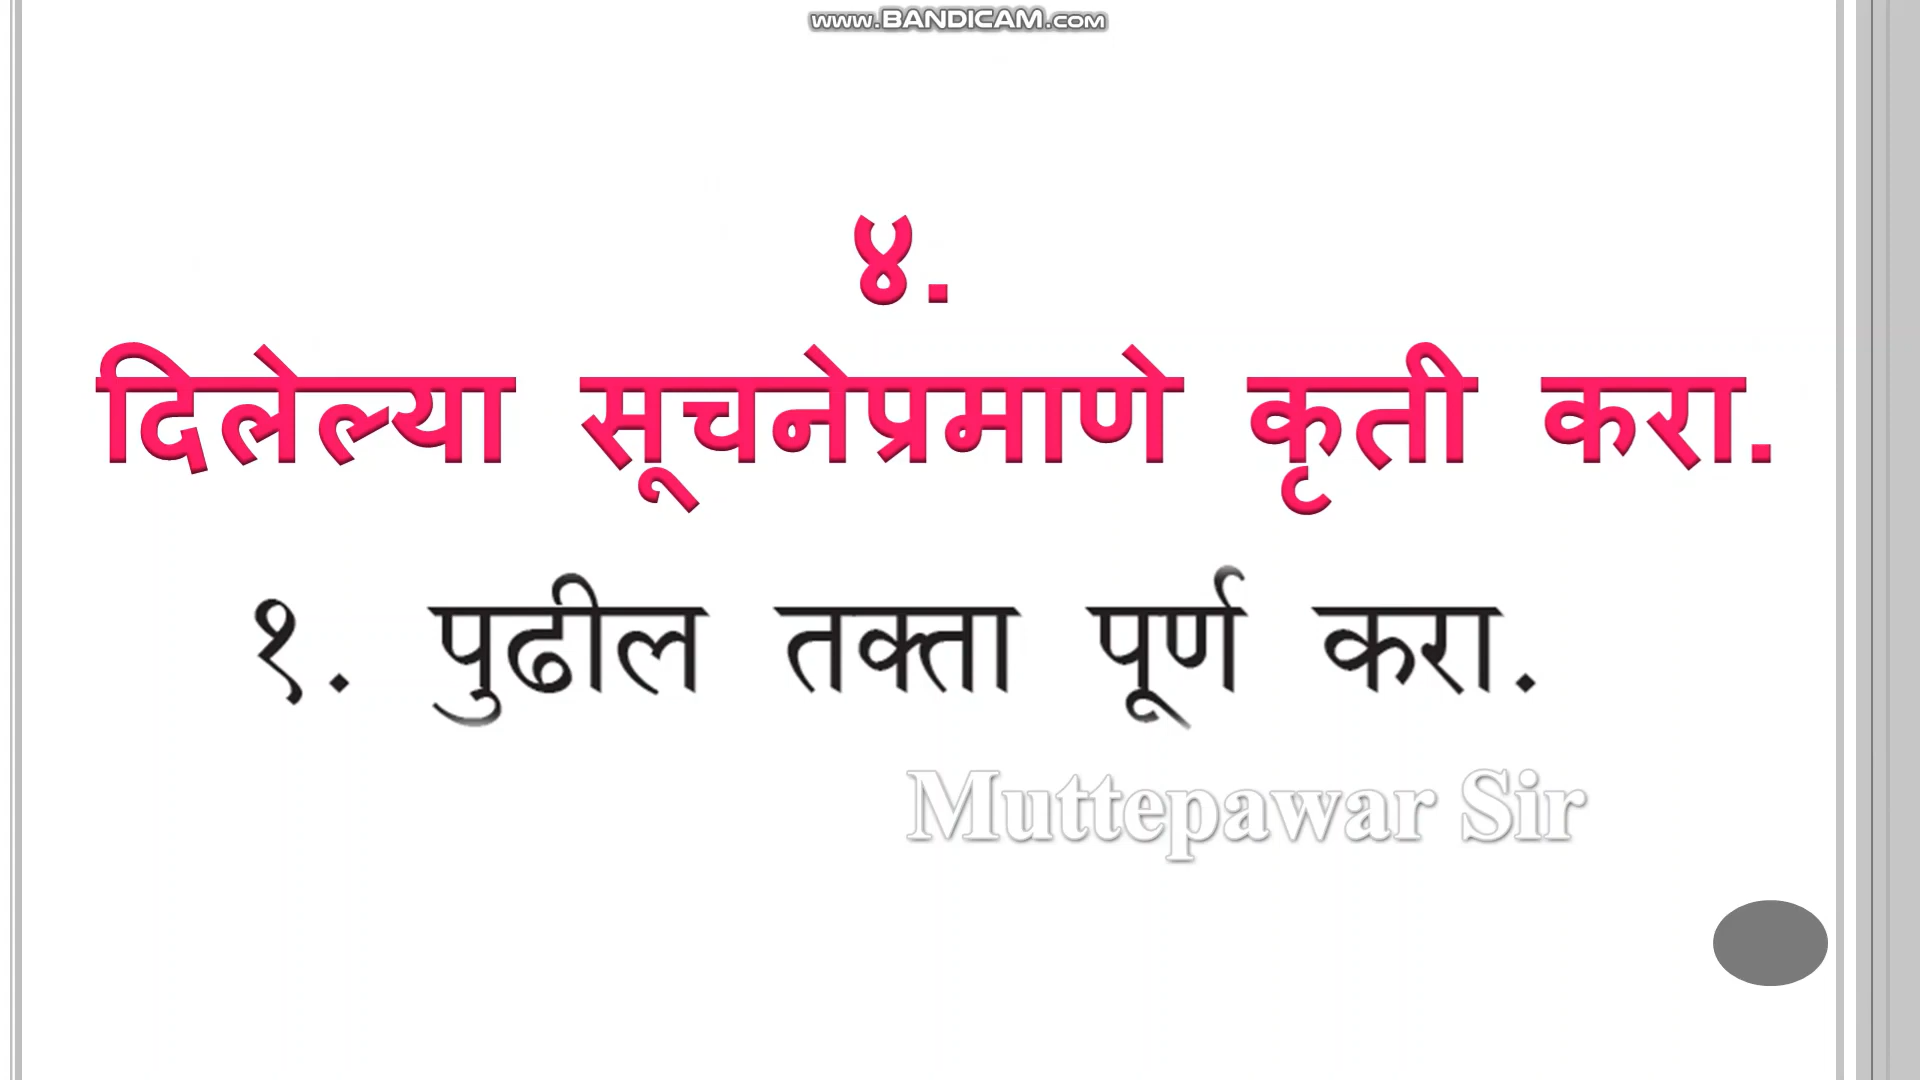 www.BANDICAM.com
४.
दिलेल्या सूचनेप्रमाणे कृती करा.
१. पुढील तक्ता पूर्ण करा.
Muttepawar Sir